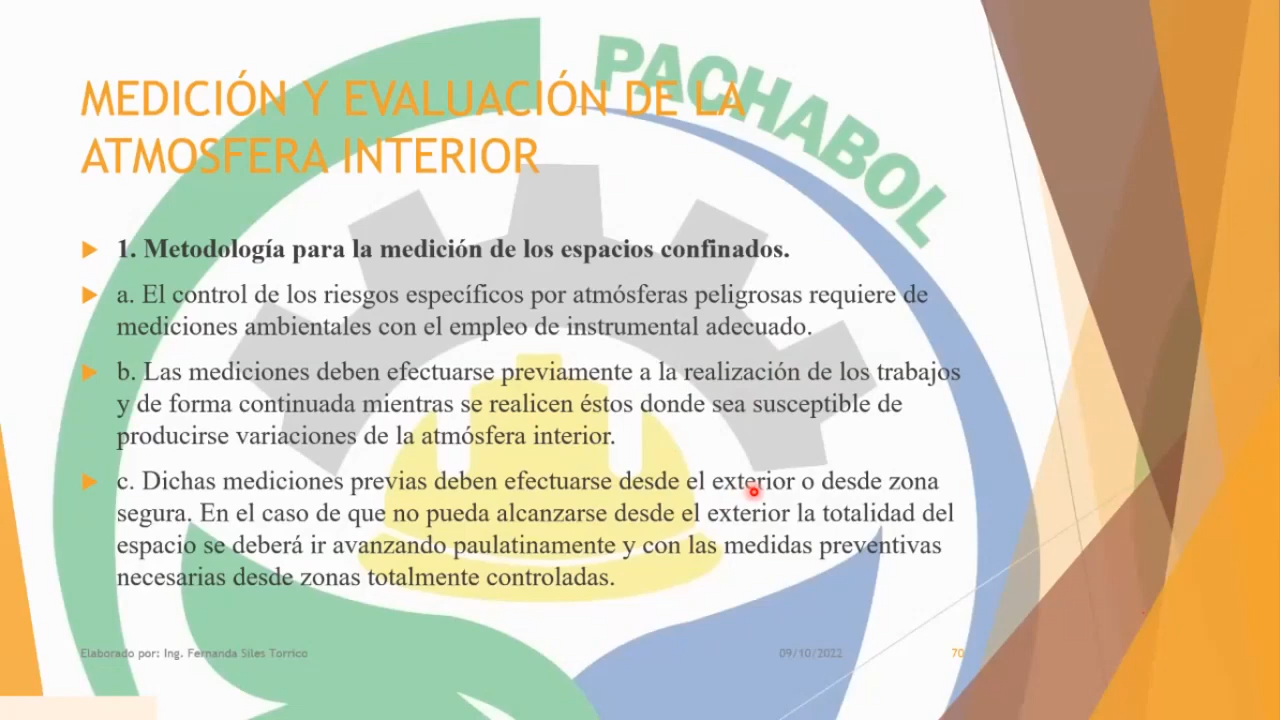 PACHABOL
MEDICIÓN Y EVALUACIÓN DE LA
ATMOSFERA INTERIOR
1. Metodología para la medición de los espacios confinados.
a. El control de los riesgos específicos por atmósferas peligrosas requiere de
mediciones ambientales con el empleo de instrumental adecuado.
b. Las mediciones deben efectuarse previamente a la realización de los trabajos
y de forma continuada mientras se realicen éstos donde sea susceptible de
producirse variaciones de la atmósfera interior.
c. Dichas mediciones previas deben efectuarse desde el exterior o desde zona
segura. En el caso de que no pueda alcanzarse desde el exterior la totalidad del
espacio se deberá ir avanzando paulatinamente y con las medidas preventivas
necesarias desde zonas totalmente controladas.
Elaborado por: Ing. Fernanda Siles Torrico
09/10/2022
70